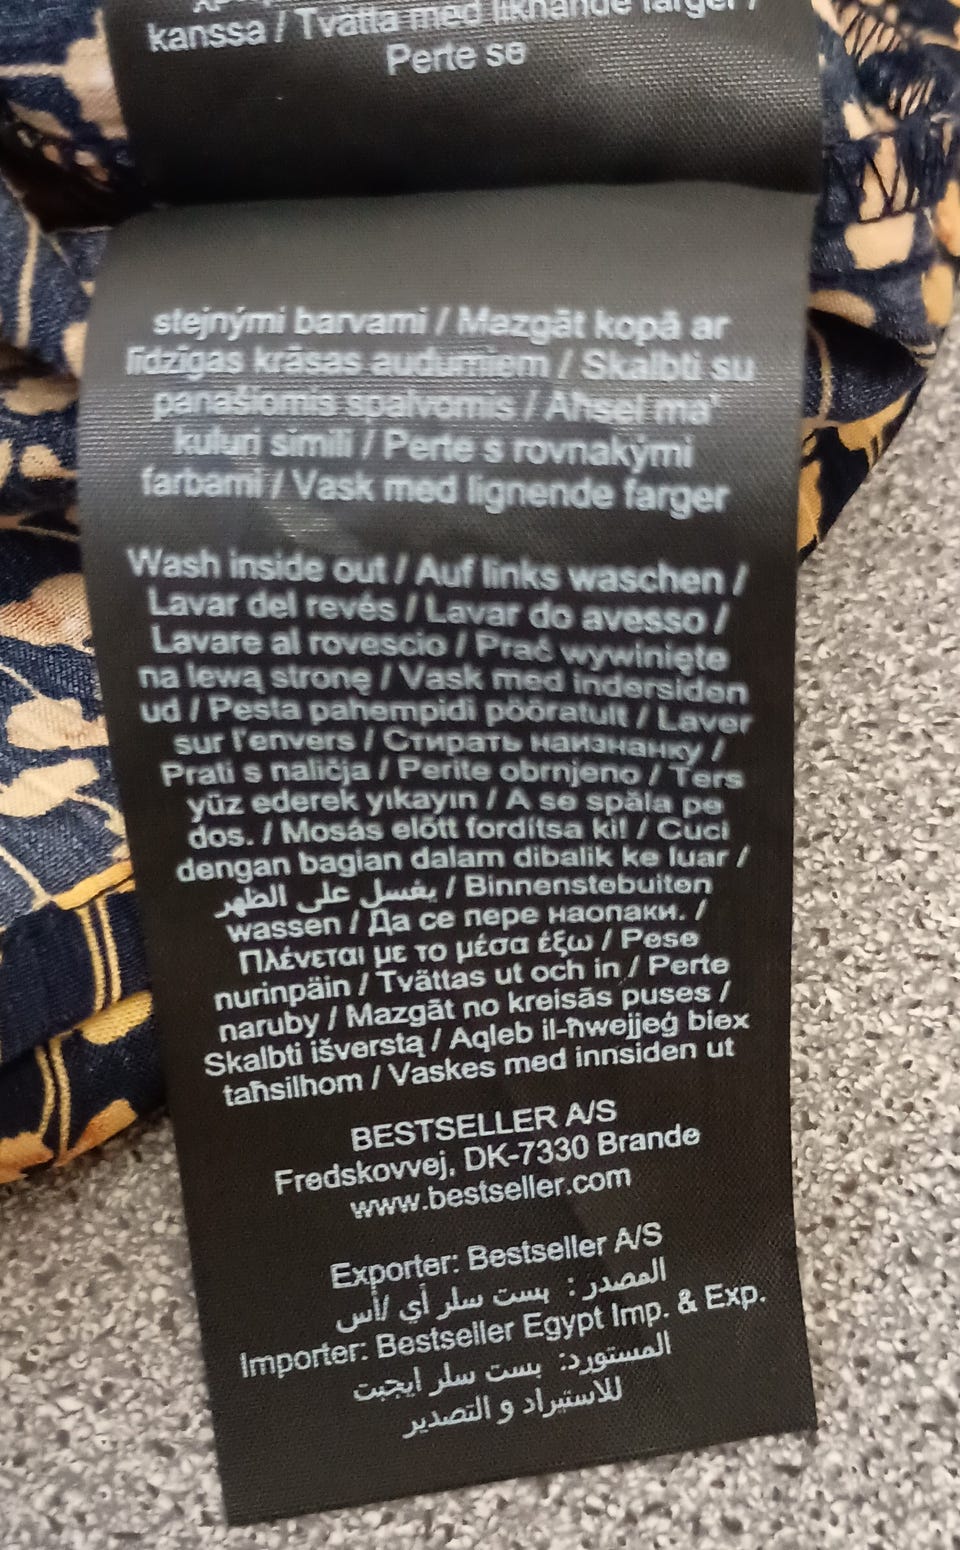 kanssa / Tvätta med liknande färger /
Perte se
stejnými barvami / Mazgāt kopā ar
līdzīgas krāsas audumiem / Skalbti su
panašiomis spalvomis / Aħsel ma'
kuluri simili / Perte s rovnakými
farbami / Vask med lignende farger
Wash inside out / Auf links waschen /
Lavar del revés / Lavar do avesso /
Lavare al rovescio / Prać wywinięte
na lewą stronę / Vask med indersiden
ud / Pesta pahempidi pööratult / Laver
sur l'envers / Стирать наизнанку /
Prati s naličja / Perite obrnjeno / Ters
yüz ederek yıkayın / A se spăla pe
dos. / Mosás előtt fordítsa ki! / Cuci
dengan bagian dalam dibalik ke luar /
يغسل على الظهر / Binnenstebuiten
wassen / Да се пере наопаки. /
Πλένεται με το μέσα έξω / Pese
nurinpäin / Tvättas ut och in / Perte
naruby / Mazgāt no kreisās puses /
Skalbti išverstą / Aqleb il-ħwejjeġ biex
taħsilhom / Vaskes med innsiden ut
BESTSELLER A/S
Fredskovvej, DK-7330 Brande
www.bestseller.com
Exporter: Bestseller A/S
المصدر : بست سلر أي /أس
Importer: Bestseller Egypt Imp. & Exp.
المستورد: بست سلر ايجبت
للاستيراد و التصدير